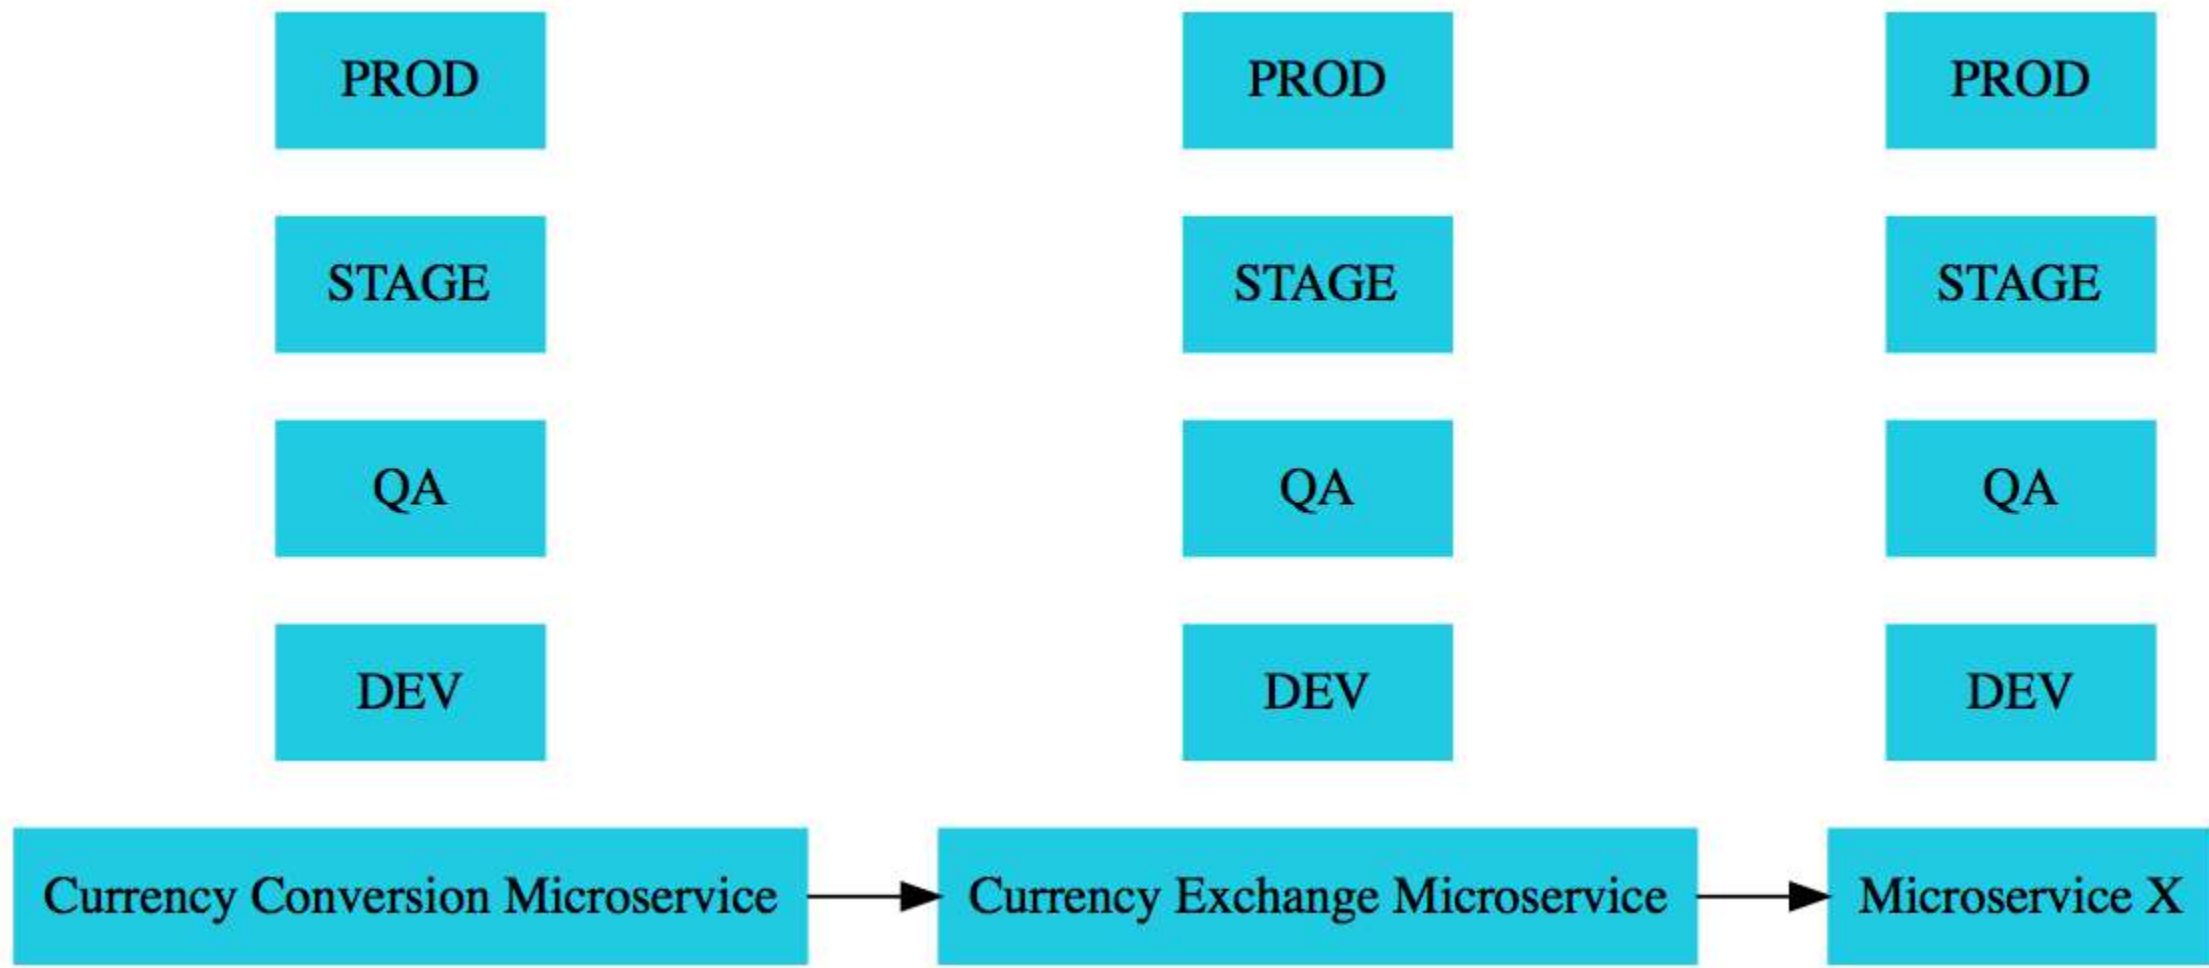 PROD
PROD
PROD
STAGE
STAGE
STAGE
QA
QA
QA
DEV
DEV
DEV
Currency Conversion Microservice
Currency Exchange Microservice
Microservice X